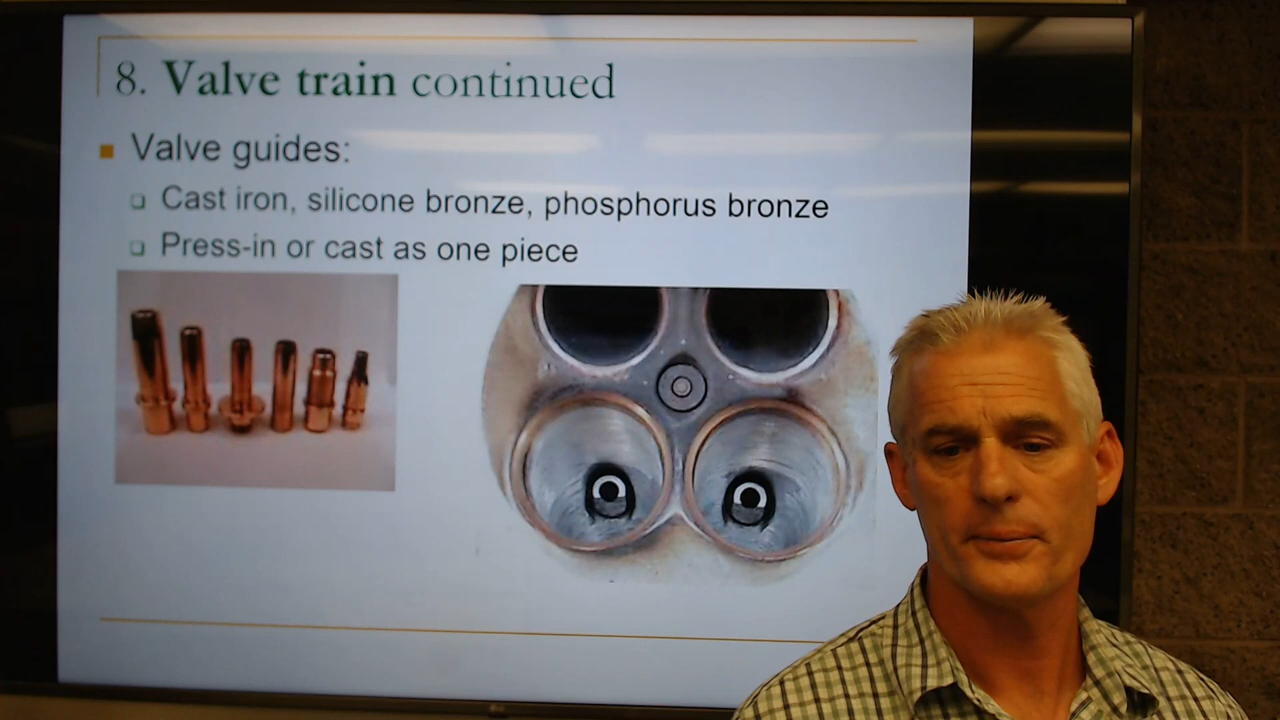 8. Valve train continued
Valve guides:
Cast iron, silicone bronze, phosphorus bronze
Press-in or cast as one piece